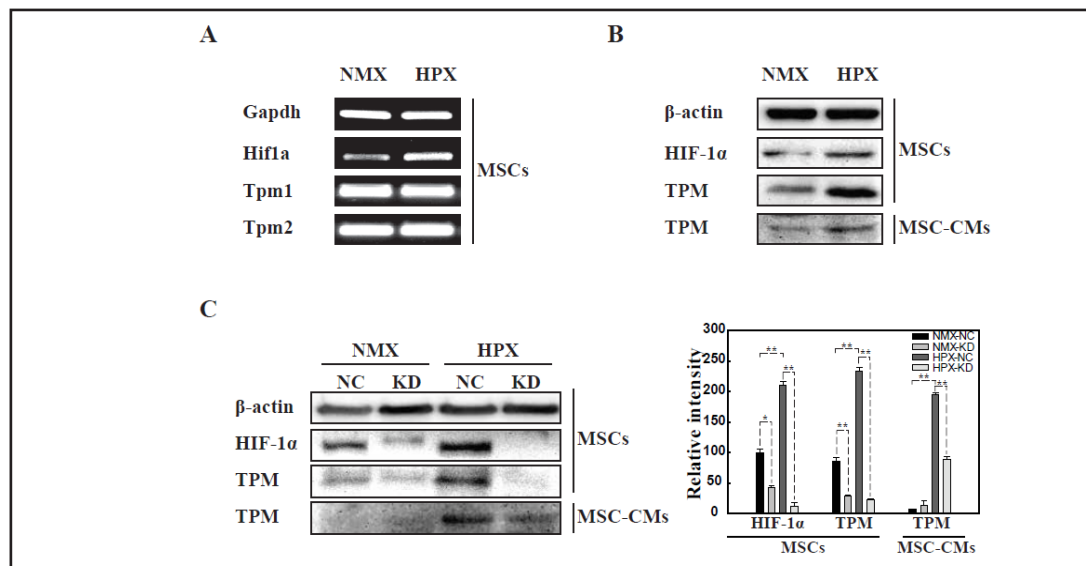 A
NMX HPX
Gapdh
Hif1a
Tpm1
Tpm2
MSCs
B
NMX HPX
β-actin
HIF-1α
TPM
MSCs
TPM
MSC-CMs
C
NMX HPX
NC KD NC KD
β-actin
HIF-1α
TPM
MSCs
TPM
MSC-CMs
Relative intensity
300
250
200
150
100
50
0
NMX-NC
NMX-KD
HPX-NC
HPX-KD
** ** *
** ** **
** **
HIF-1α TPM TPM
MSCs MSC-CMs